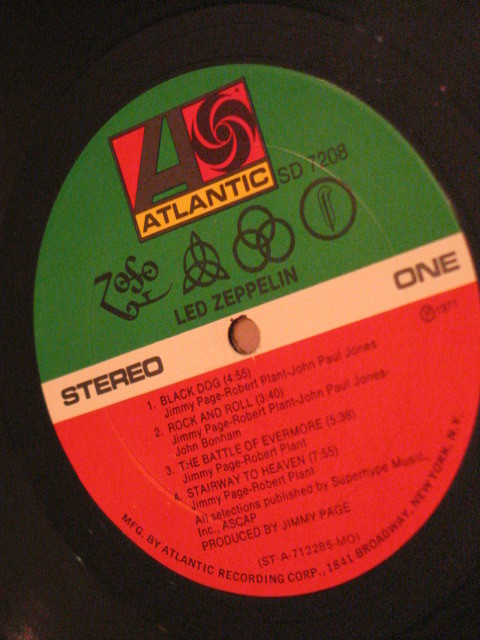 ATLANTIC
SD 7208
LED ZEPPELIN
STEREO
ONE
℗1971
1. BLACK DOG (4:55)
Jimmy Page-Robert Plant-John Paul Jones
2. ROCK AND ROLL (3:40)
Jimmy Page-Robert Plant-John Paul Jones-
John Bonham
3. THE BATTLE OF EVERMORE (5:38)
Jimmy Page-Robert Plant
4. STAIRWAY TO HEAVEN (7:55)
Jimmy Page-Robert Plant
All selections published by Superhype Music,
Inc., ASCAP
PRODUCED BY JIMMY PAGE
(ST-A-712285-MO)
MFG. BY ATLANTIC RECORDING CORP., 1841 BROADWAY, NEW YORK, N.Y.